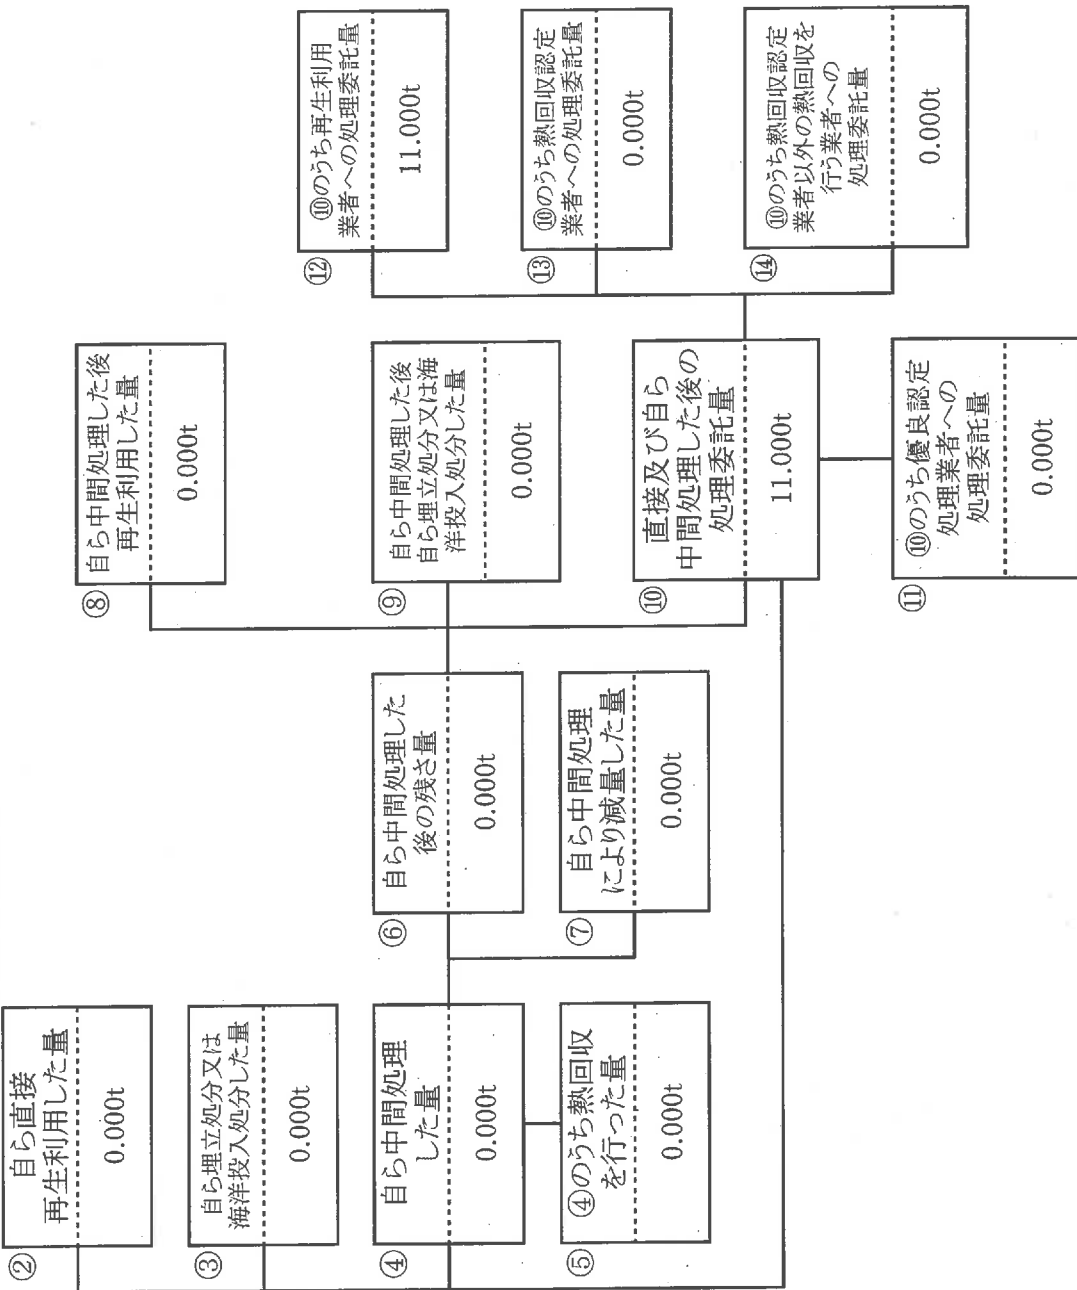 ②
自ら直接
再生利用した量
0.000t
③
自ら埋立処分又は
海洋投入処分した量
0.000t
④
自ら中間処理
した量
0.000t
⑤
④のうち熱回収
を行った量
0.000t
⑥
自ら中間処理した
後の残さ量
0.000t
⑦
自ら中間処理
により減量した量
0.000t
⑧
自ら中間処理した後
再生利用した量
0.000t
⑨
自ら中間処理した後
自ら埋立処分又は海
洋投入処分した量
0.000t
⑩
直接及び自ら
中間処理した後の
処理委託量
11.000t
⑪
⑩のうち優良認定
処理業者への
処理委託量
0.000t
⑫
⑩のうち再生利用
業者への処理委託量
11.000t
⑬
⑩のうち熱回収認定
業者への処理委託量
0.000t
⑭
⑩のうち熱回収認定
業者以外の熱回収を
行う業者への
処理委託量
0.000t